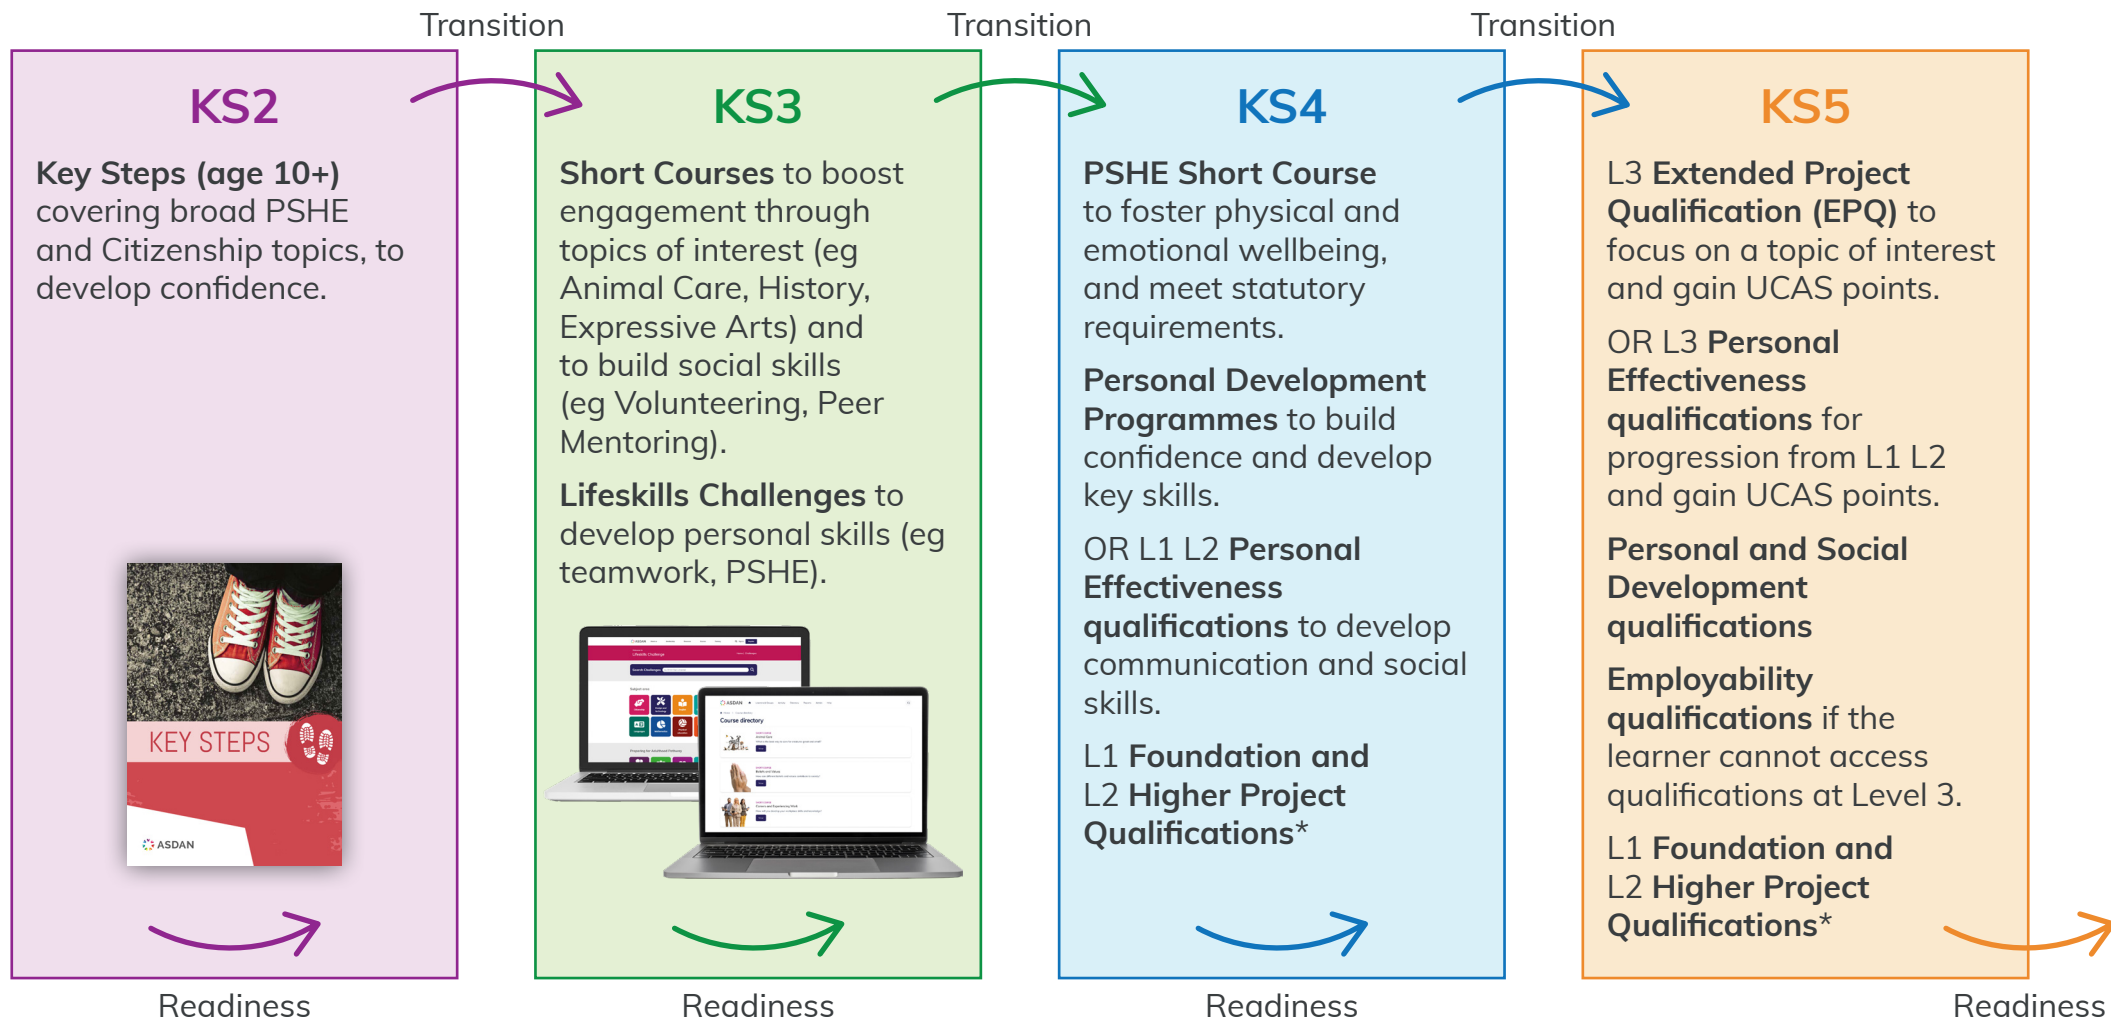 Transition
Transition
Transition
KS2
Key Steps (age 10+)
covering broad PSHE
and Citizenship topics, to
develop confidence.
KEY STEPS
ASDAN
Readiness
KS3
Short Courses to boost
engagement through
topics of interest (eg
Animal Care, History,
Expressive Arts) and
to build social skills
(eg Volunteering, Peer
Mentoring).
Lifeskills Challenges to
develop personal skills (eg
teamwork, PSHE).
ASDAN
Lifeskills Challenge
Search Challenges
ASDAN
Course directory
Readiness
KS4
PSHE Short Course
to foster physical and
emotional wellbeing,
and meet statutory
requirements.
Personal Development
Programmes to build
confidence and develop
key skills.
OR L1 L2 Personal
Effectiveness
qualifications to develop
communication and social
skills.
L1 Foundation and
L2 Higher Project
Qualifications*
Readiness
KS5
L3 Extended Project
Qualification (EPQ) to
focus on a topic of interest
and gain UCAS points.
OR L3 Personal
Effectiveness
qualifications for
progression from L1 L2
and gain UCAS points.
Personal and Social
Development
qualifications
Employability
qualifications if the
learner cannot access
qualifications at Level 3.
L1 Foundation and
L2 Higher Project
Qualifications*
Readiness